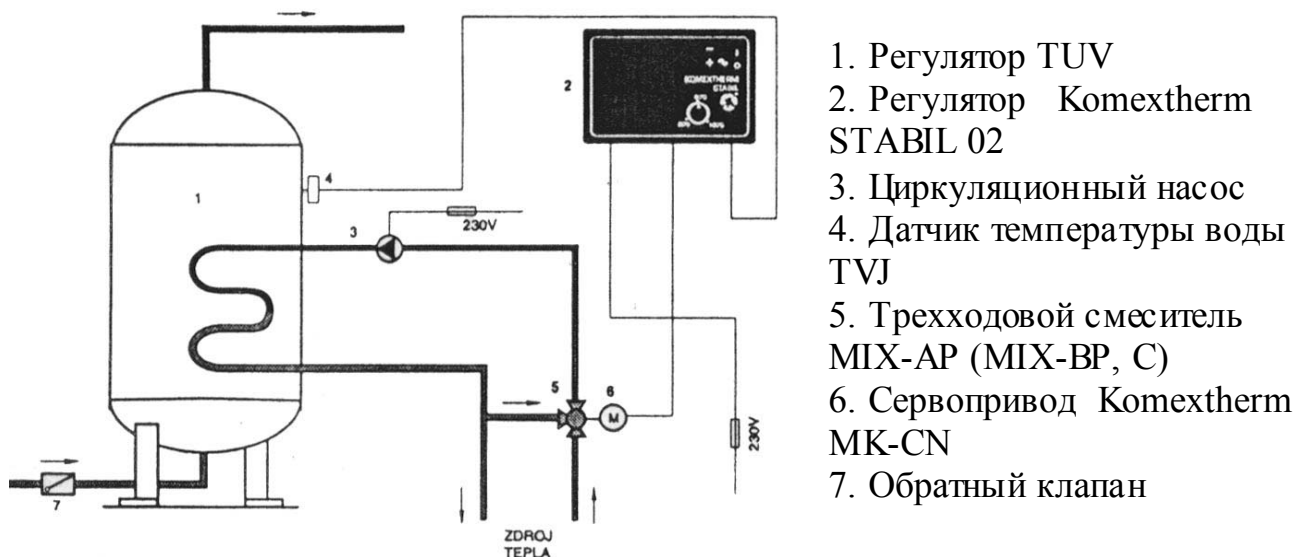 1
2
3
4
5
6
7
M
230V
230V
KOMEXTHERM
STABIL
ZDROJ
TEPLA
1. Регулятор TUV
2. Регулятор Komextherm
STABIL 02
3. Циркуляционный насос
4. Датчик температуры воды
TVJ
5. Трехходовой смеситель
MIX-AP (MIX-BP, C)
6. Сервопривод Komextherm
MK-CN
7. Обратный клапан